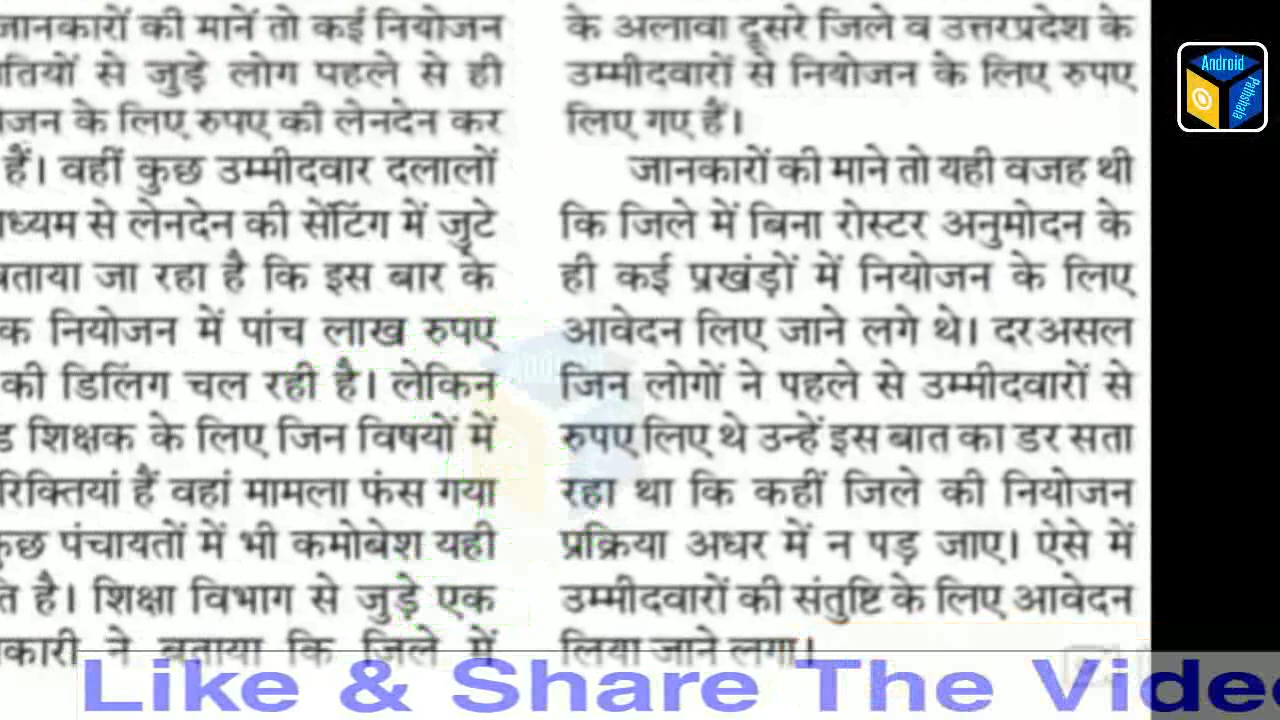 जानकारों की मानें तो कई नियोजन
तियों से जुड़े लोग पहले से ही
जन के लिए रुपए की लेनदेन कर
हैं। वहीं कुछ उम्मीदवार दलालों
ाध्यम से लेनदेन की सेंटिंग में जुटे
बताया जा रहा है कि इस बार के
क नियोजन में पांच लाख रुपए
की डिलिंग चल रही है। लेकिन
ड शिक्षक के लिए जिन विषयों में
रिक्तियां हैं वहां मामला फंस गया
कुछ पंचायतों में भी कमोबेश यही
ति है। शिक्षा विभाग से जुड़े एक
कारी ने बताया कि जिले में
के अलावा दूसरे जिले व उत्तरप्रदेश के
उम्मीदवारों से नियोजन के लिए रुपए
लिए गए हैं।
जानकारों की माने तो यही वजह थी
कि जिले में बिना रोस्टर अनुमोदन के
ही कई प्रखंड़ों में नियोजन के लिए
आवेदन लिए जाने लगे थे। दरअसल
जिन लोगों ने पहले से उम्मीदवारों से
रुपए लिए थे उन्हें इस बात का डर सता
रहा था कि कहीं जिले की नियोजन
प्रक्रिया अधर में न पड़ जाए। ऐसे में
उम्मीदवारों की संतुष्टि के लिए आवेदन
लिया जाने लगा।
Android
Pathshala
Like & Share The Video